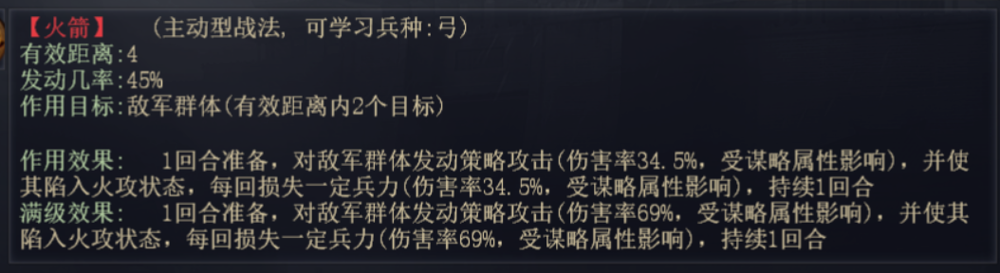 【火箭】 (主动型战法, 可学习兵种:弓)
有效距离:4
发动几率:45%
作用目标:敌军群体(有效距离内2个目标)
作用效果: 1回合准备，对敌军群体发动策略攻击(伤害率34.5%，受谋略属性影响)，并使
其陷入火攻状态，每回损失一定兵力(伤害率34.5%，受谋略属性影响)，持续1回合
满级效果: 1回合准备，对敌军群体发动策略攻击(伤害率69%，受谋略属性影响)，并使其
陷入火攻状态，每回损失一定兵力(伤害率69%，受谋略属性影响)，持续1回合